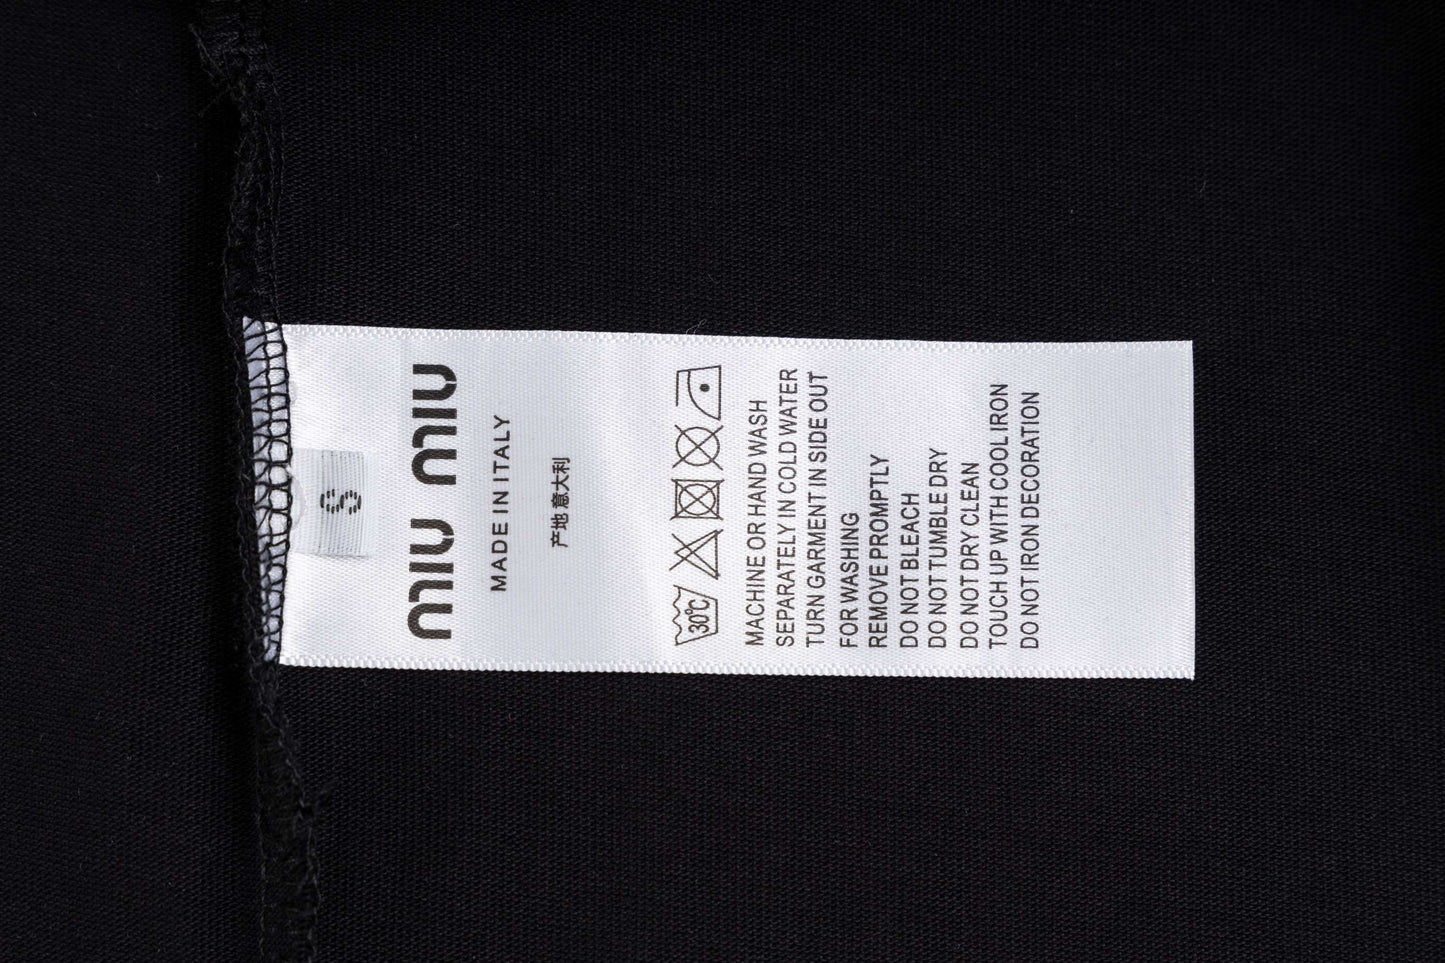 S
MIU MIU
MADE IN ITALY
产地 意大利
30°C
MACHINE OR HAND WASH
SEPARATELY IN COLD WATER
TURN GARMENT IN SIDE OUT
FOR WASHING
REMOVE PROMPTLY
DO NOT BLEACH
DO NOT TUMBLE DRY
DO NOT DRY CLEAN
TOUCH UP WITH COOL IRON
DO NOT IRON DECORATION